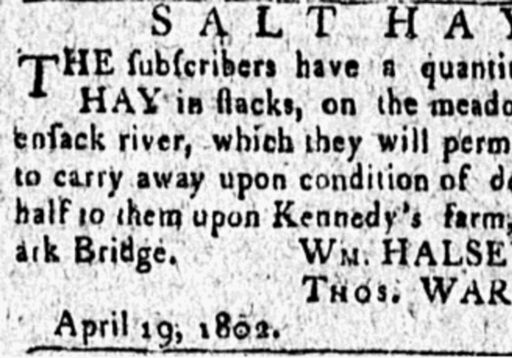 SALT HAY
THE ſubſcribers have a quanti
HAY in ſtacks, on the meado
enſack river, which they will perm
to carry away upon condition of de
half to them upon Kennedy's farm,
ark Bridge. WM. HALSE
THOS. WAR
April 19, 1802.